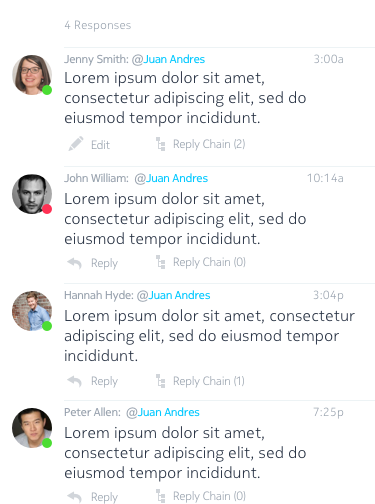 4 Responses
Jenny Smith: @Juan Andres 3:00a
Lorem ipsum dolor sit amet,
consectetur adipiscing elit, sed do
eiusmod tempor incididunt.
Edit Reply Chain (2)
John William: @Juan Andres 10:14a
Lorem ipsum dolor sit amet,
consectetur adipiscing elit, sed do
eiusmod tempor incididunt.
Reply Reply Chain (0)
Hannah Hyde: @Juan Andres 3:04p
Lorem ipsum dolor sit amet, consectetur
adipiscing elit, sed do eiusmod tempor
incididunt.
Reply Reply Chain (1)
Peter Allen: @Juan Andres 7:25p
Lorem ipsum dolor sit amet,
consectetur adipiscing elit, sed do
eiusmod tempor incididunt.
Reply Reply Chain (0)